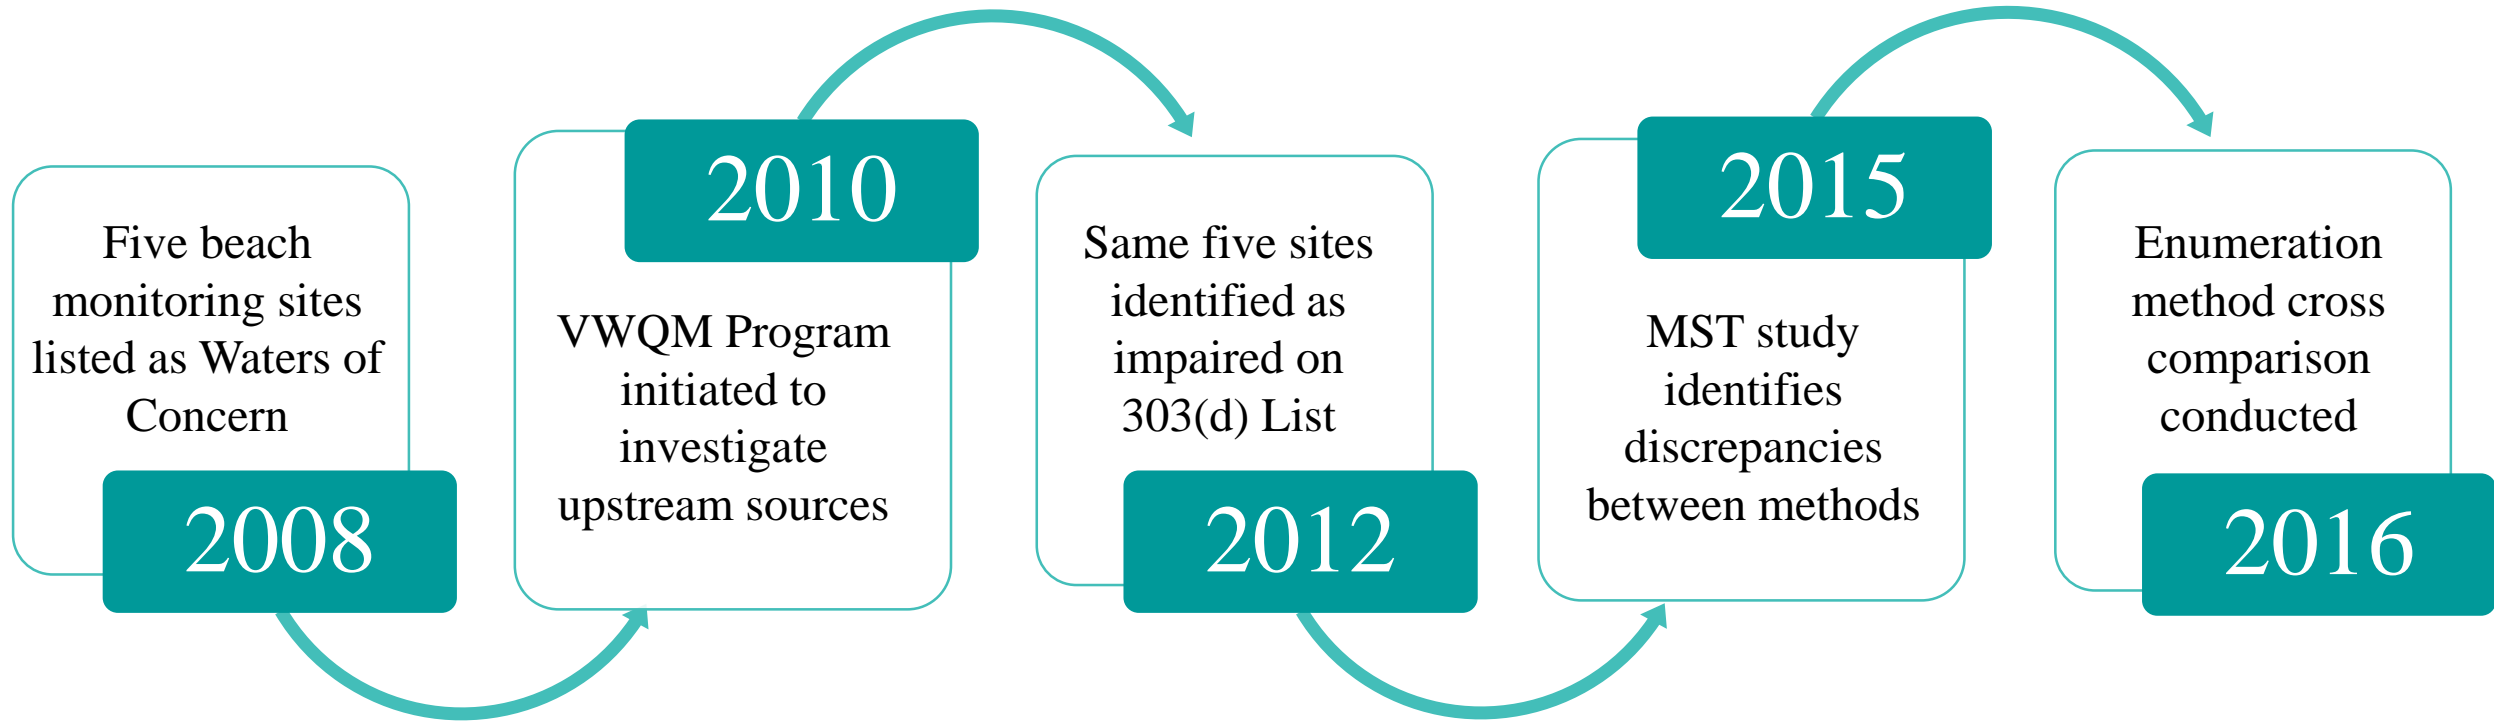 Five beach
monitoring sites
listed as Waters of
Concern
2008
2010
VWQM Program
initiated to
investigate
upstream sources
Same five sites
identified as
impaired on
303(d) List
2012
2015
MST study
identifies
discrepancies
between methods
Enumeration
method cross
comparison
conducted
2016